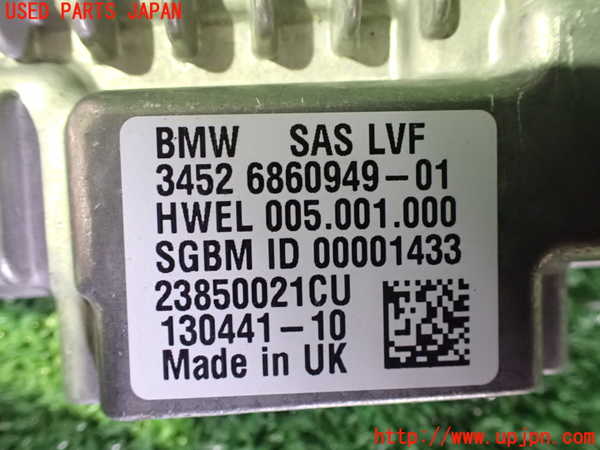 USED PARTS JAPAN
BMW SAS LVF
3452 6860949-01
HWEL 005.001.000
SGBM ID 00001433
23850021CU
130441-10
Made in UK
http://www.upjpn.com/